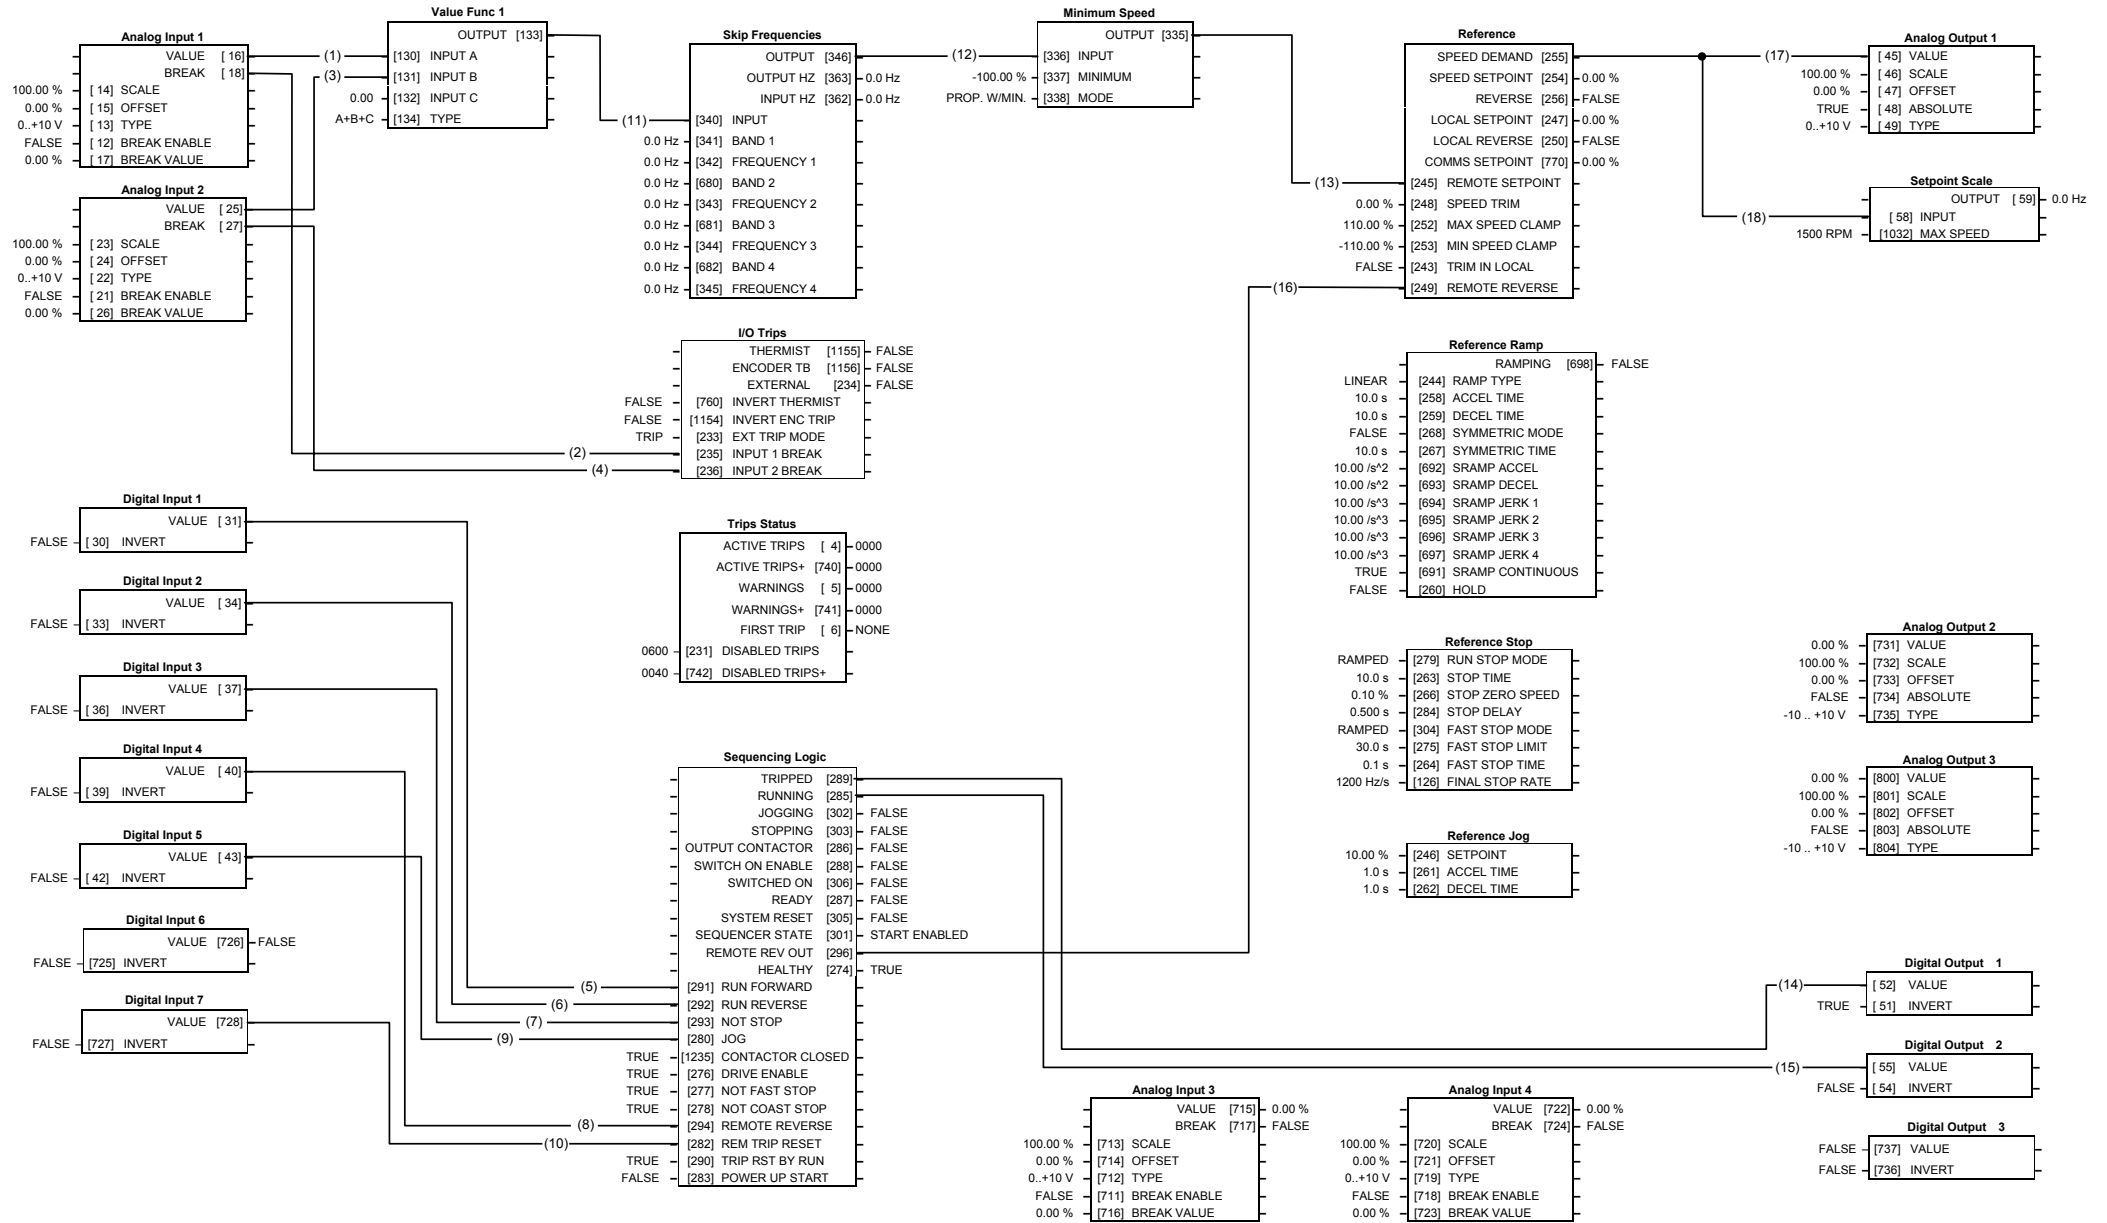 Analog Input 1
VALUE [ 16]
BREAK [ 18]
100.00 % [ 14] SCALE
0.00 % [ 15] OFFSET
0..+10 V [ 13] TYPE
FALSE [ 12] BREAK ENABLE
0.00 % [ 17] BREAK VALUE
Analog Input 2
VALUE [ 25]
BREAK [ 27]
100.00 % [ 23] SCALE
0.00 % [ 24] OFFSET
0..+10 V [ 22] TYPE
FALSE [ 21] BREAK ENABLE
0.00 % [ 26] BREAK VALUE
(1)
(3)
Value Func 1
OUTPUT [133]
[130] INPUT A
[131] INPUT B
0.00 [132] INPUT C
A+B+C [134] TYPE
(11)
Skip Frequencies
OUTPUT [346]
OUTPUT HZ [363] 0.0 Hz
INPUT HZ [362] 0.0 Hz
[340] INPUT
0.0 Hz [341] BAND 1
0.0 Hz [342] FREQUENCY 1
0.0 Hz [680] BAND 2
0.0 Hz [343] FREQUENCY 2
0.0 Hz [681] BAND 3
0.0 Hz [344] FREQUENCY 3
0.0 Hz [682] BAND 4
0.0 Hz [345] FREQUENCY 4
(12)
Minimum Speed
OUTPUT [335]
[336] INPUT
-100.00 % [337] MINIMUM
PROP. W/MIN. [338] MODE
(13)
(16)
Reference
SPEED DEMAND [255]
SPEED SETPOINT [254] 0.00 %
REVERSE [256] FALSE
LOCAL SETPOINT [247] 0.00 %
LOCAL REVERSE [250] FALSE
COMMS SETPOINT [770] 0.00 %
[245] REMOTE SETPOINT
0.00 % [248] SPEED TRIM
110.00 % [252] MAX SPEED CLAMP
-110.00 % [253] MIN SPEED CLAMP
FALSE [243] TRIM IN LOCAL
[249] REMOTE REVERSE
(17)
(18)
Analog Output 1
[ 45] VALUE
100.00 % [ 46] SCALE
0.00 % [ 47] OFFSET
TRUE [ 48] ABSOLUTE
0..+10 V [ 49] TYPE
Setpoint Scale
OUTPUT [ 59] 0.0 Hz
[ 58] INPUT
1500 RPM [1032] MAX SPEED
I/O Trips
THERMIST [1155] FALSE
ENCODER TB [1156] FALSE
EXTERNAL [234] FALSE
FALSE [760] INVERT THERMIST
FALSE [1154] INVERT ENC TRIP
TRIP [233] EXT TRIP MODE
(2) [235] INPUT 1 BREAK
(4) [236] INPUT 2 BREAK
Reference Ramp
RAMPING [698] FALSE
LINEAR [244] RAMP TYPE
10.0 s [258] ACCEL TIME
10.0 s [259] DECEL TIME
FALSE [268] SYMMETRIC MODE
10.0 s [267] SYMMETRIC TIME
10.00 /s^2 [692] SRAMP ACCEL
10.00 /s^2 [693] SRAMP DECEL
10.00 /s^3 [694] SRAMP JERK 1
10.00 /s^3 [695] SRAMP JERK 2
10.00 /s^3 [696] SRAMP JERK 3
10.00 /s^3 [697] SRAMP JERK 4
TRUE [691] SRAMP CONTINUOUS
FALSE [260] HOLD
Digital Input 1
VALUE [ 31]
FALSE [ 30] INVERT
Digital Input 2
VALUE [ 34]
FALSE [ 33] INVERT
Digital Input 3
VALUE [ 37]
FALSE [ 36] INVERT
Digital Input 4
VALUE [ 40]
FALSE [ 39] INVERT
Digital Input 5
VALUE [ 43]
FALSE [ 42] INVERT
Digital Input 6
VALUE [726] FALSE
FALSE [725] INVERT
Digital Input 7
VALUE [728]
FALSE [727] INVERT
Trips Status
ACTIVE TRIPS [ 4] 0000
ACTIVE TRIPS+ [740] 0000
WARNINGS [ 5] 0000
WARNINGS+ [741] 0000
FIRST TRIP [ 6] NONE
0600 [231] DISABLED TRIPS
0040 [742] DISABLED TRIPS+
Sequencing Logic
TRIPPED [289]
RUNNING [285]
JOGGING [302] FALSE
STOPPING [303] FALSE
OUTPUT CONTACTOR [286] FALSE
SWITCH ON ENABLE [288] FALSE
SWITCHED ON [306] FALSE
READY [287] FALSE
SYSTEM RESET [305] FALSE
SEQUENCER STATE [301] START ENABLED
REMOTE REV OUT [296]
HEALTHY [274] TRUE
(5) [291] RUN FORWARD
(6) [292] RUN REVERSE
(7) [293] NOT STOP
(9) [280] JOG
TRUE [1235] CONTACTOR CLOSED
TRUE [276] DRIVE ENABLE
TRUE [277] NOT FAST STOP
TRUE [278] NOT COAST STOP
(8) [294] REMOTE REVERSE
(10) [282] REM TRIP RESET
TRUE [290] TRIP RST BY RUN
FALSE [283] POWER UP START
Reference Stop
RAMPED [279] RUN STOP MODE
10.0 s [263] STOP TIME
0.10 % [266] STOP ZERO SPEED
0.500 s [284] STOP DELAY
RAMPED [304] FAST STOP MODE
30.0 s [275] FAST STOP LIMIT
0.1 s [264] FAST STOP TIME
1200 Hz/s [126] FINAL STOP RATE
Reference Jog
10.00 % [246] SETPOINT
1.0 s [261] ACCEL TIME
1.0 s [262] DECEL TIME
Analog Output 2
0.00 % [731] VALUE
100.00 % [732] SCALE
0.00 % [733] OFFSET
FALSE [734] ABSOLUTE
-10 .. +10 V [735] TYPE
Analog Output 3
0.00 % [800] VALUE
100.00 % [801] SCALE
0.00 % [802] OFFSET
FALSE [803] ABSOLUTE
-10 .. +10 V [804] TYPE
Digital Output 1
(14) [ 52] VALUE
TRUE [ 51] INVERT
Digital Output 2
(15) [ 55] VALUE
FALSE [ 54] INVERT
Digital Output 3
FALSE [737] VALUE
FALSE [736] INVERT
Analog Input 3
VALUE [715] 0.00 %
BREAK [717] FALSE
100.00 % [713] SCALE
0.00 % [714] OFFSET
0..+10 V [712] TYPE
FALSE [711] BREAK ENABLE
0.00 % [716] BREAK VALUE
Analog Input 4
VALUE [722] 0.00 %
BREAK [724] FALSE
100.00 % [720] SCALE
0.00 % [721] OFFSET
0..+10 V [719] TYPE
FALSE [718] BREAK ENABLE
0.00 % [723] BREAK VALUE